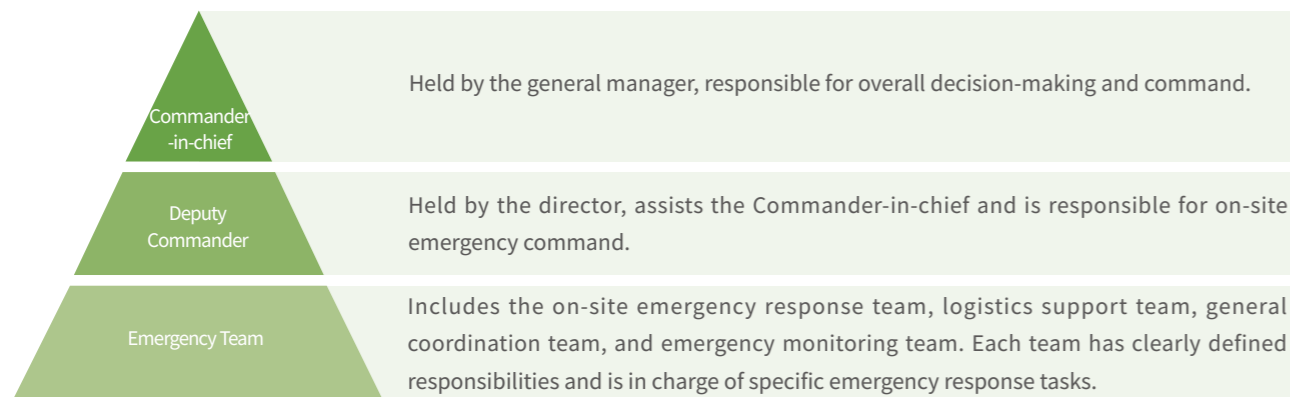 Commander
-in-chief
Held by the general manager, responsible for overall decision-making and command.
Deputy
Commander
Held by the director, assists the Commander-in-chief and is responsible for on-site
emergency command.
Emergency Team
Includes the on-site emergency response team, logistics support team, general
coordination team, and emergency monitoring team. Each team has clearly defined
responsibilities and is in charge of specific emergency response tasks.